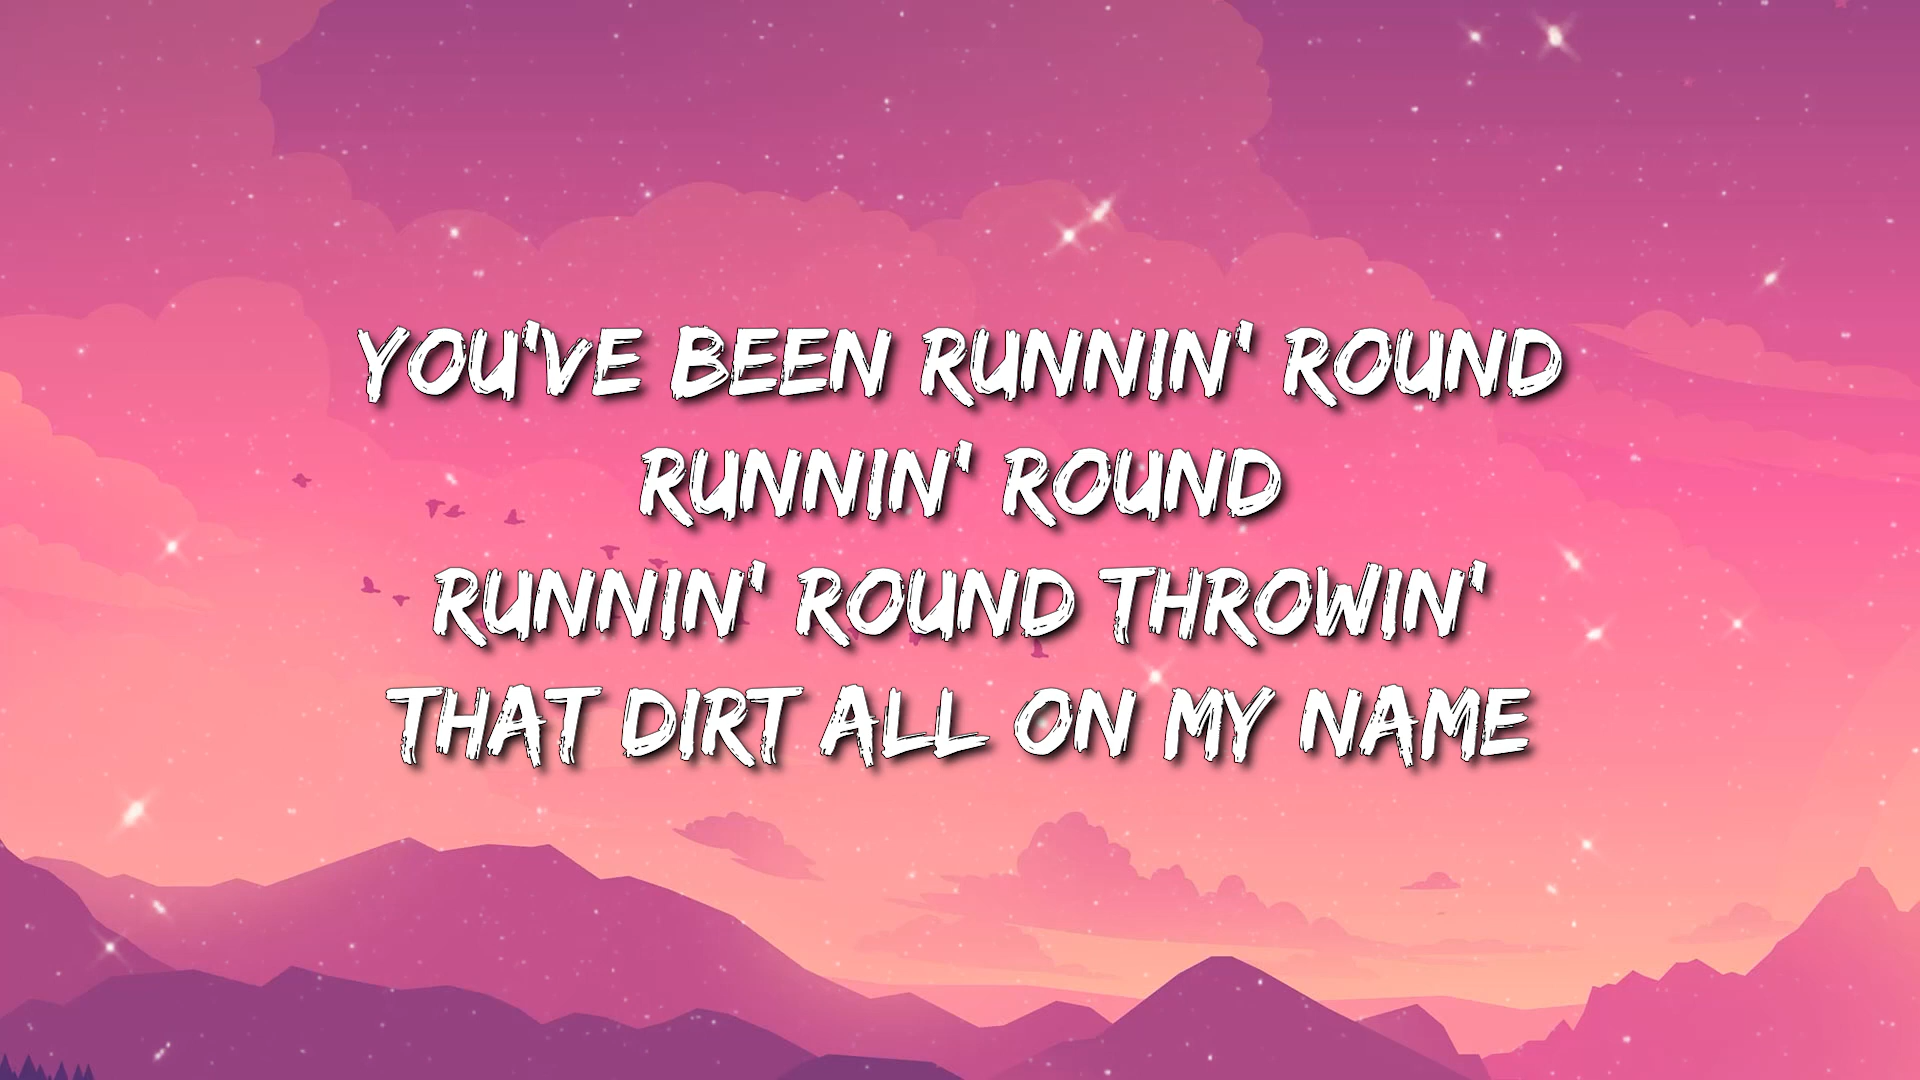 YOU'VE BEEN RUNNIN' ROUND
RUNNIN' ROUND
RUNNIN' ROUND THROWIN'
THAT DIRT ALL ON MY NAME